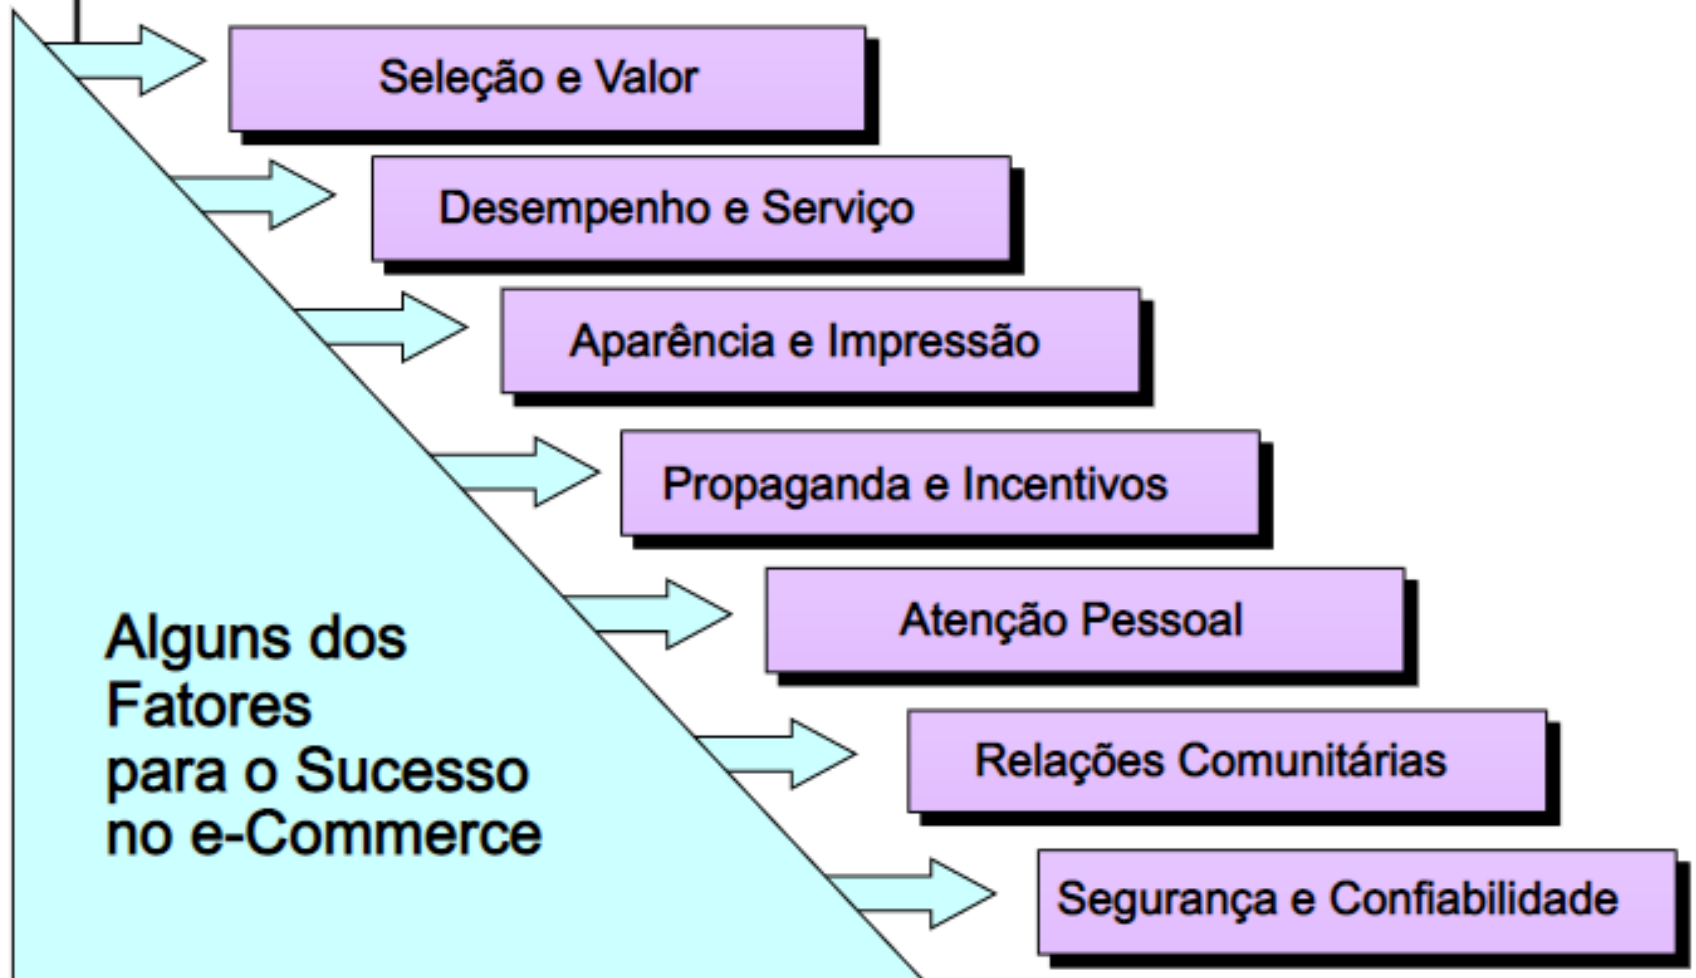 Seleção e Valor
Desempenho e Serviço
Aparência e Impressão
Propaganda e Incentivos
Atenção Pessoal
Relações Comunitárias
Segurança e Confiabilidade
Alguns dos
Fatores
para o Sucesso
no e-Commerce